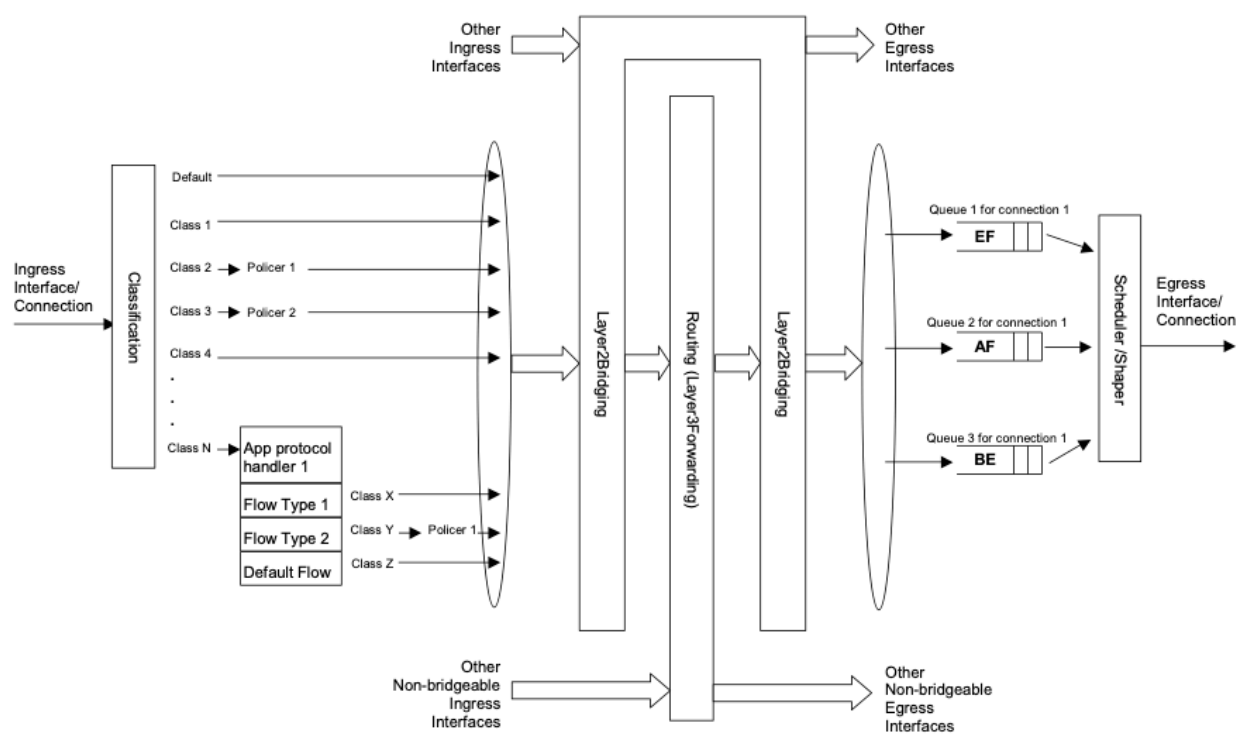 Other
Ingress
Interfaces
Other
Egress
Interfaces
Ingress
Interface/
Connection
Classification
Default
Class 1
Class 2
Policer 1
Class 3
Policer 2
Class 4
.
.
.
Class N
App protocol
handler 1
Flow Type 1
Class X
Flow Type 2
Class Y
Policer 1
Default Flow
Class Z
Layer2Bridging
Routing (Layer3Forwarding)
Layer2Bridging
Queue 1 for connection 1
EF
Queue 2 for connection 1
AF
Queue 3 for connection 1
BE
Scheduler /Shaper
Egress
Interface/
Connection
Other
Non-bridgeable
Ingress
Interfaces
Other
Non-bridgeable
Egress
Interfaces